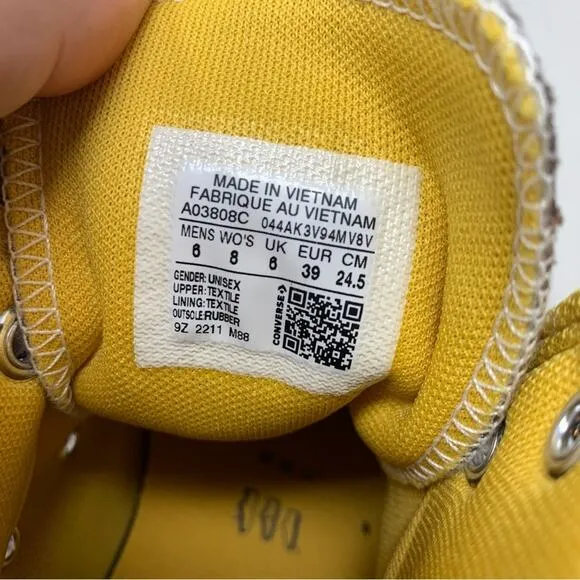 MADE IN VIETNAM
FABRIQUE AU VIETNAM
A03808C 044AK3V94MV8V
MENS WO'S UK EUR CM
6 8 6 39 24.5
GENDER: UNISEX
UPPER: TEXTILE
LINING: TEXTILE
OUTSOLE: RUBBER
9Z 2211 M88
CONVERSE